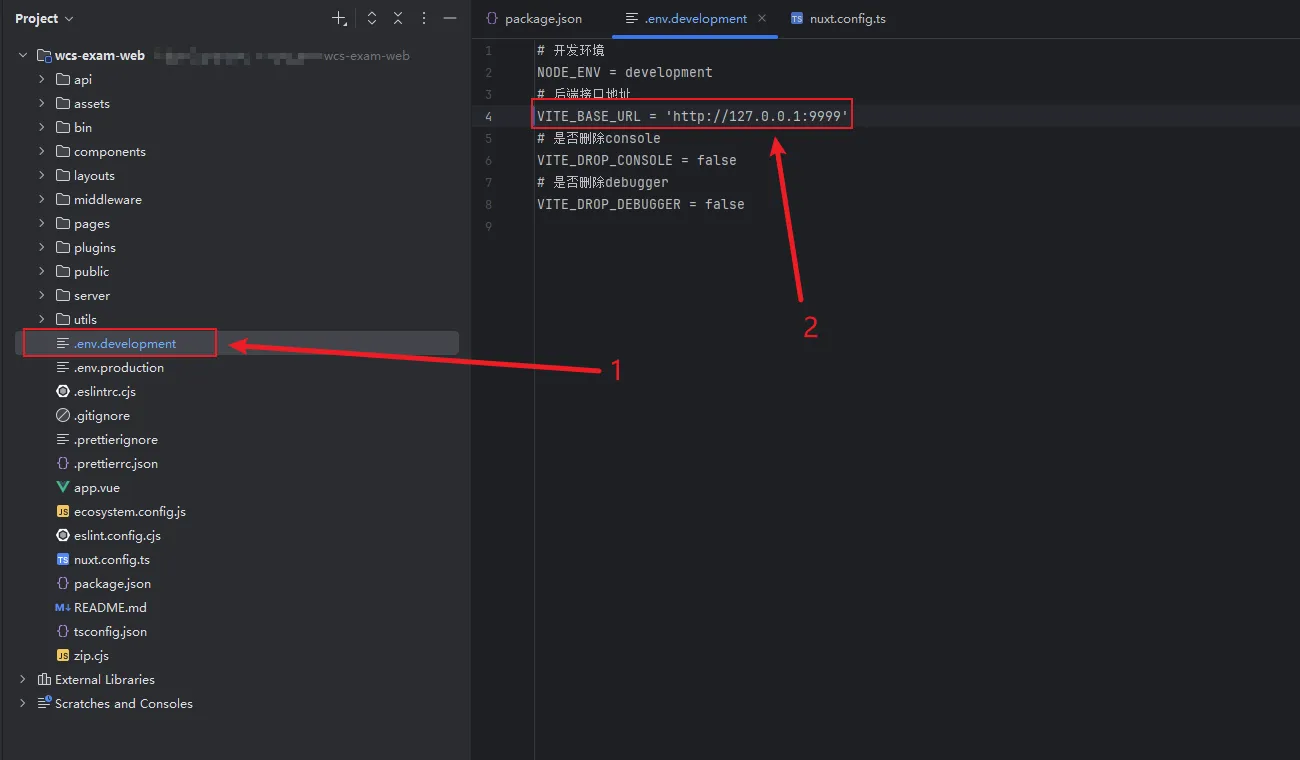 Project
wcs-exam-web wcs-exam-web
api
assets
bin
components
layouts
middleware
pages
plugins
public
server
utils
.env.development
.env.production
.eslintrc.cjs
.gitignore
.prettierignore
.prettierrc.json
app.vue
JS ecosystem.config.js
eslint.config.cjs
TS nuxt.config.ts
package.json
M↓ README.md
tsconfig.json
JS zip.cjs
External Libraries
Scratches and Consoles
package.json
.env.development
TS nuxt.config.ts
1 # 开发环境
2 NODE_ENV = development
3 # 后端接口地址
4 VITE_BASE_URL = 'http://127.0.0.1:9999'
5 # 是否删除console
6 VITE_DROP_CONSOLE = false
7 # 是否删除debugger
8 VITE_DROP_DEBUGGER = false
9
2
1